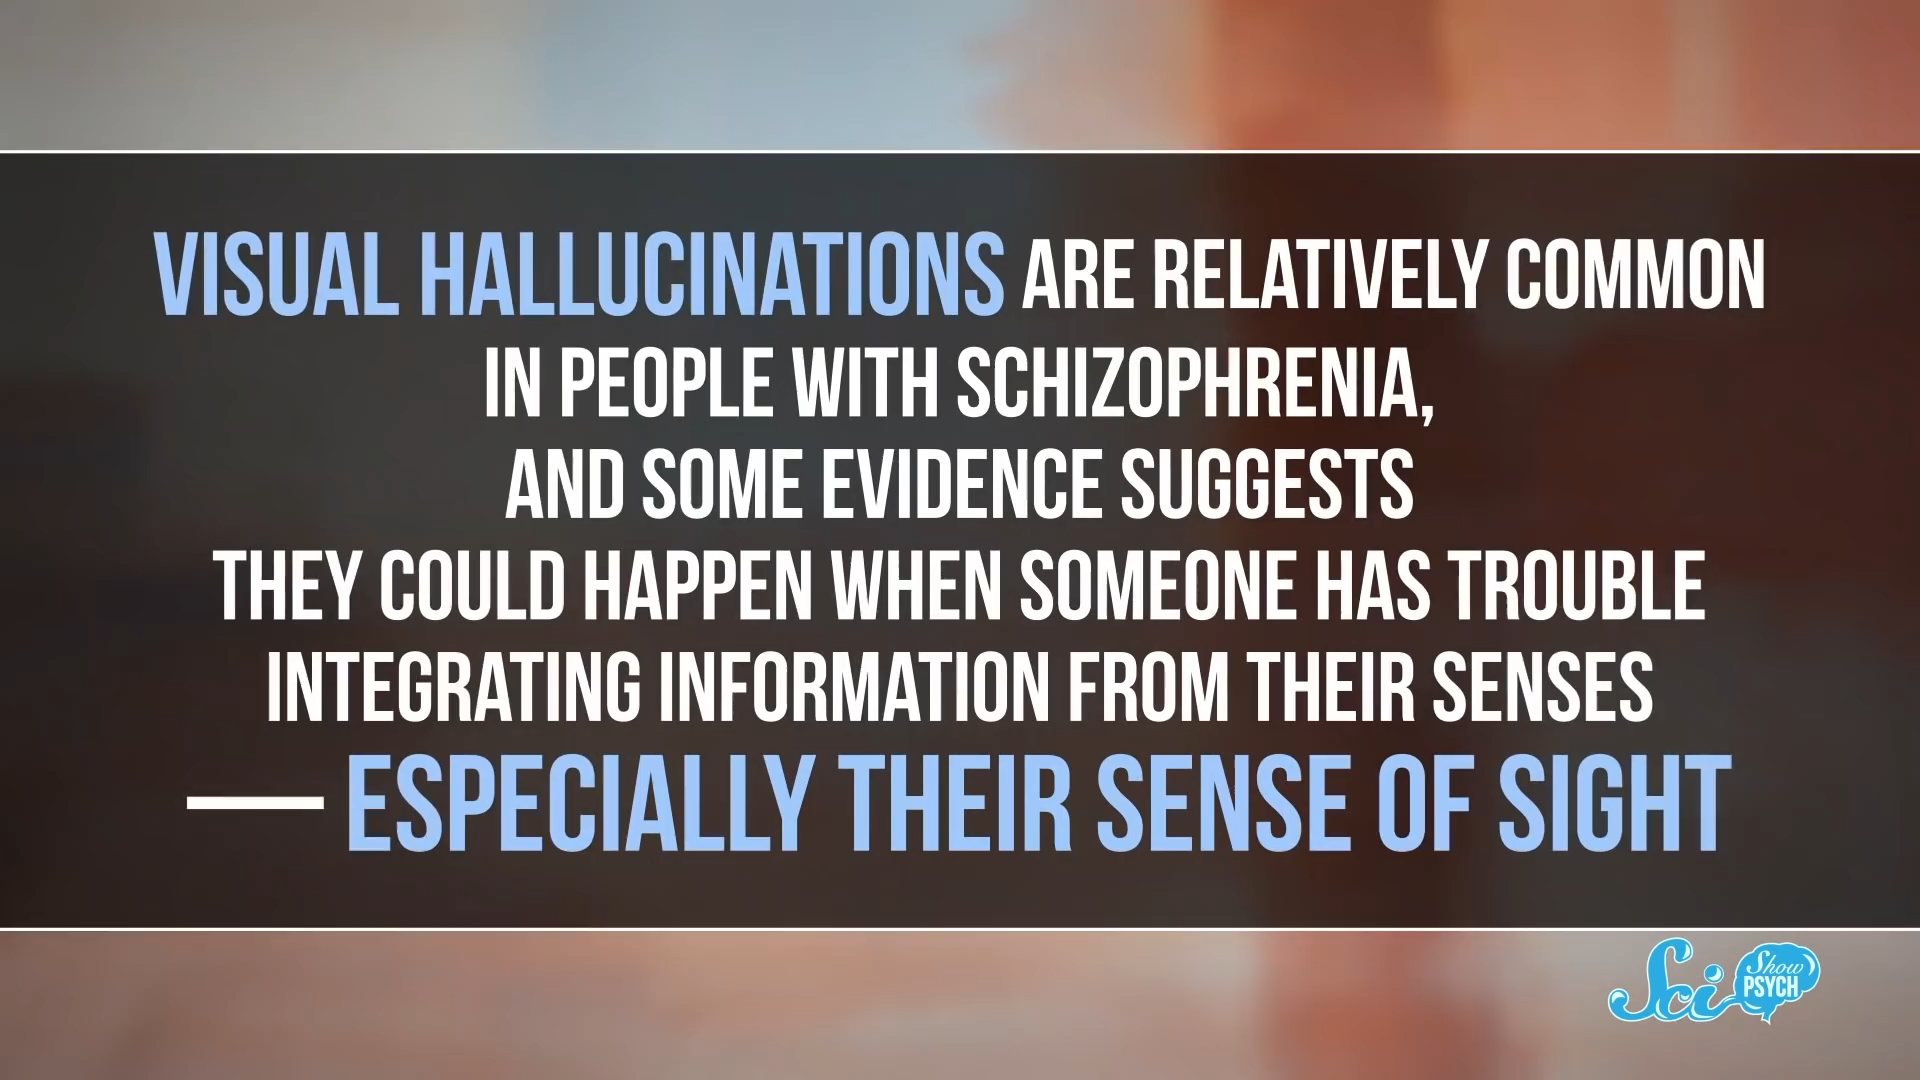 VISUAL HALLUCINATIONS ARE RELATIVELY COMMON
IN PEOPLE WITH SCHIZOPHRENIA,
AND SOME EVIDENCE SUGGESTS
THEY COULD HAPPEN WHEN SOMEONE HAS TROUBLE
INTEGRATING INFORMATION FROM THEIR SENSES
— ESPECIALLY THEIR SENSE OF SIGHT
Sci Show
PSYCH